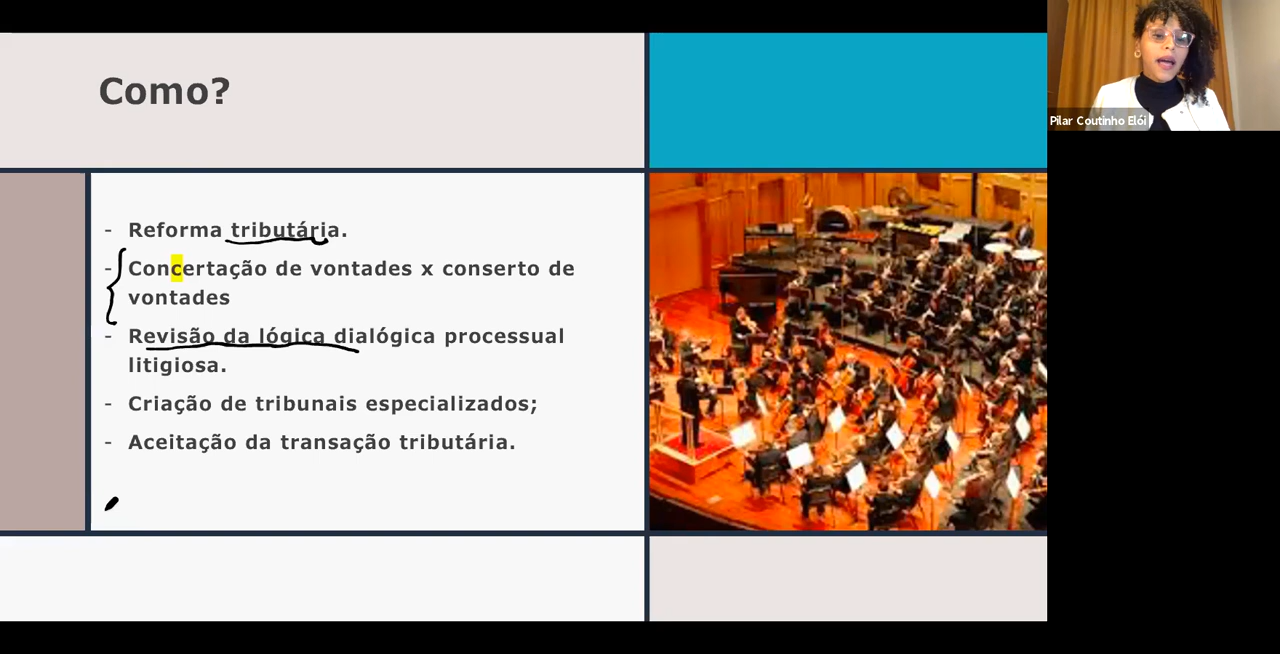 Como?
- Reforma tributária.
- Concertação de vontades x conserto de
vontades
- Revisão da lógica dialógica processual
litigiosa.
- Criação de tribunais especializados;
- Aceitação da transação tributária.
Pilar Coutinho Elói